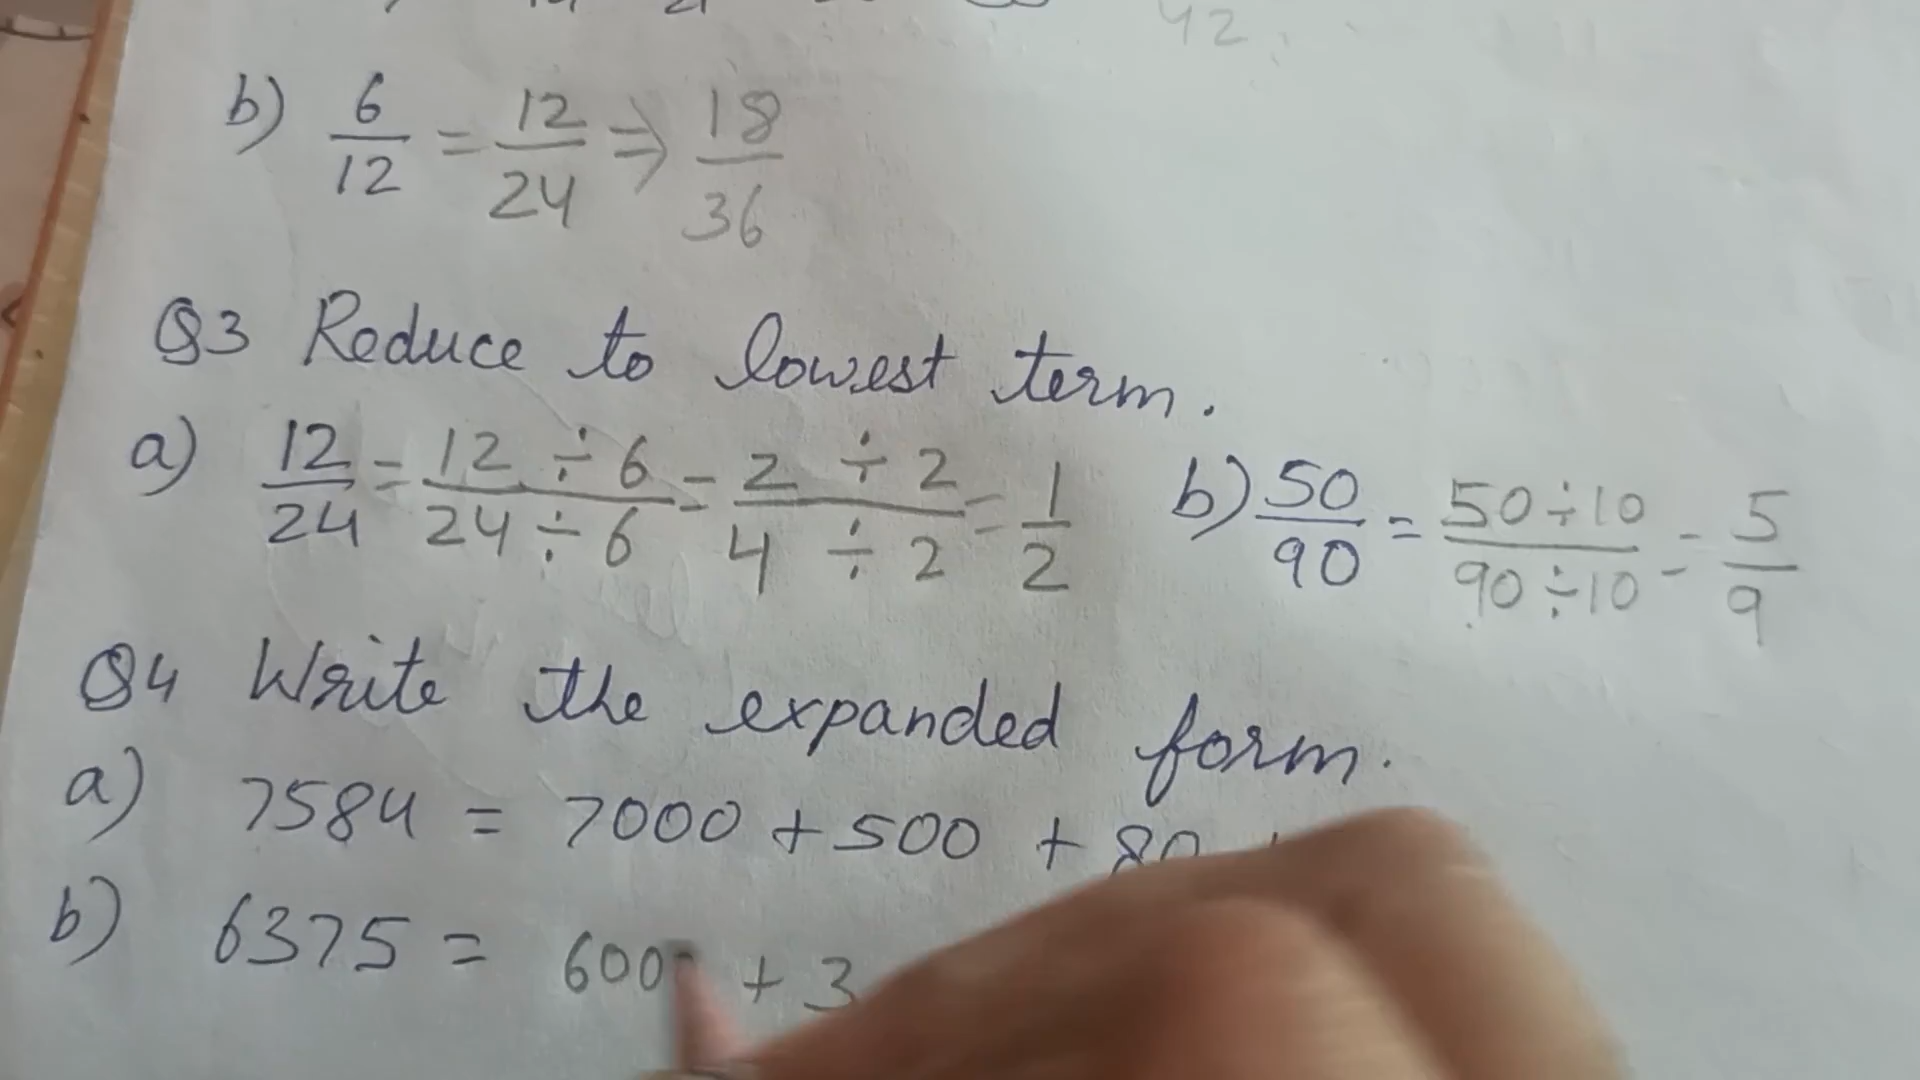 42
b) 6/12 = 12/24 ⇒ 18/36
Q3 Reduce to lowest term.
a) 12/24 = 12 ÷ 6/24 ÷ 6 = 2 ÷ 2/4 ÷ 2 = 1/2 b) 50/90 = 50÷10/90÷10 = 5/9
Q4 Write the expanded form.
a) 7584 = 7000 + 500 + 80
b) 6375 = 600 + 3